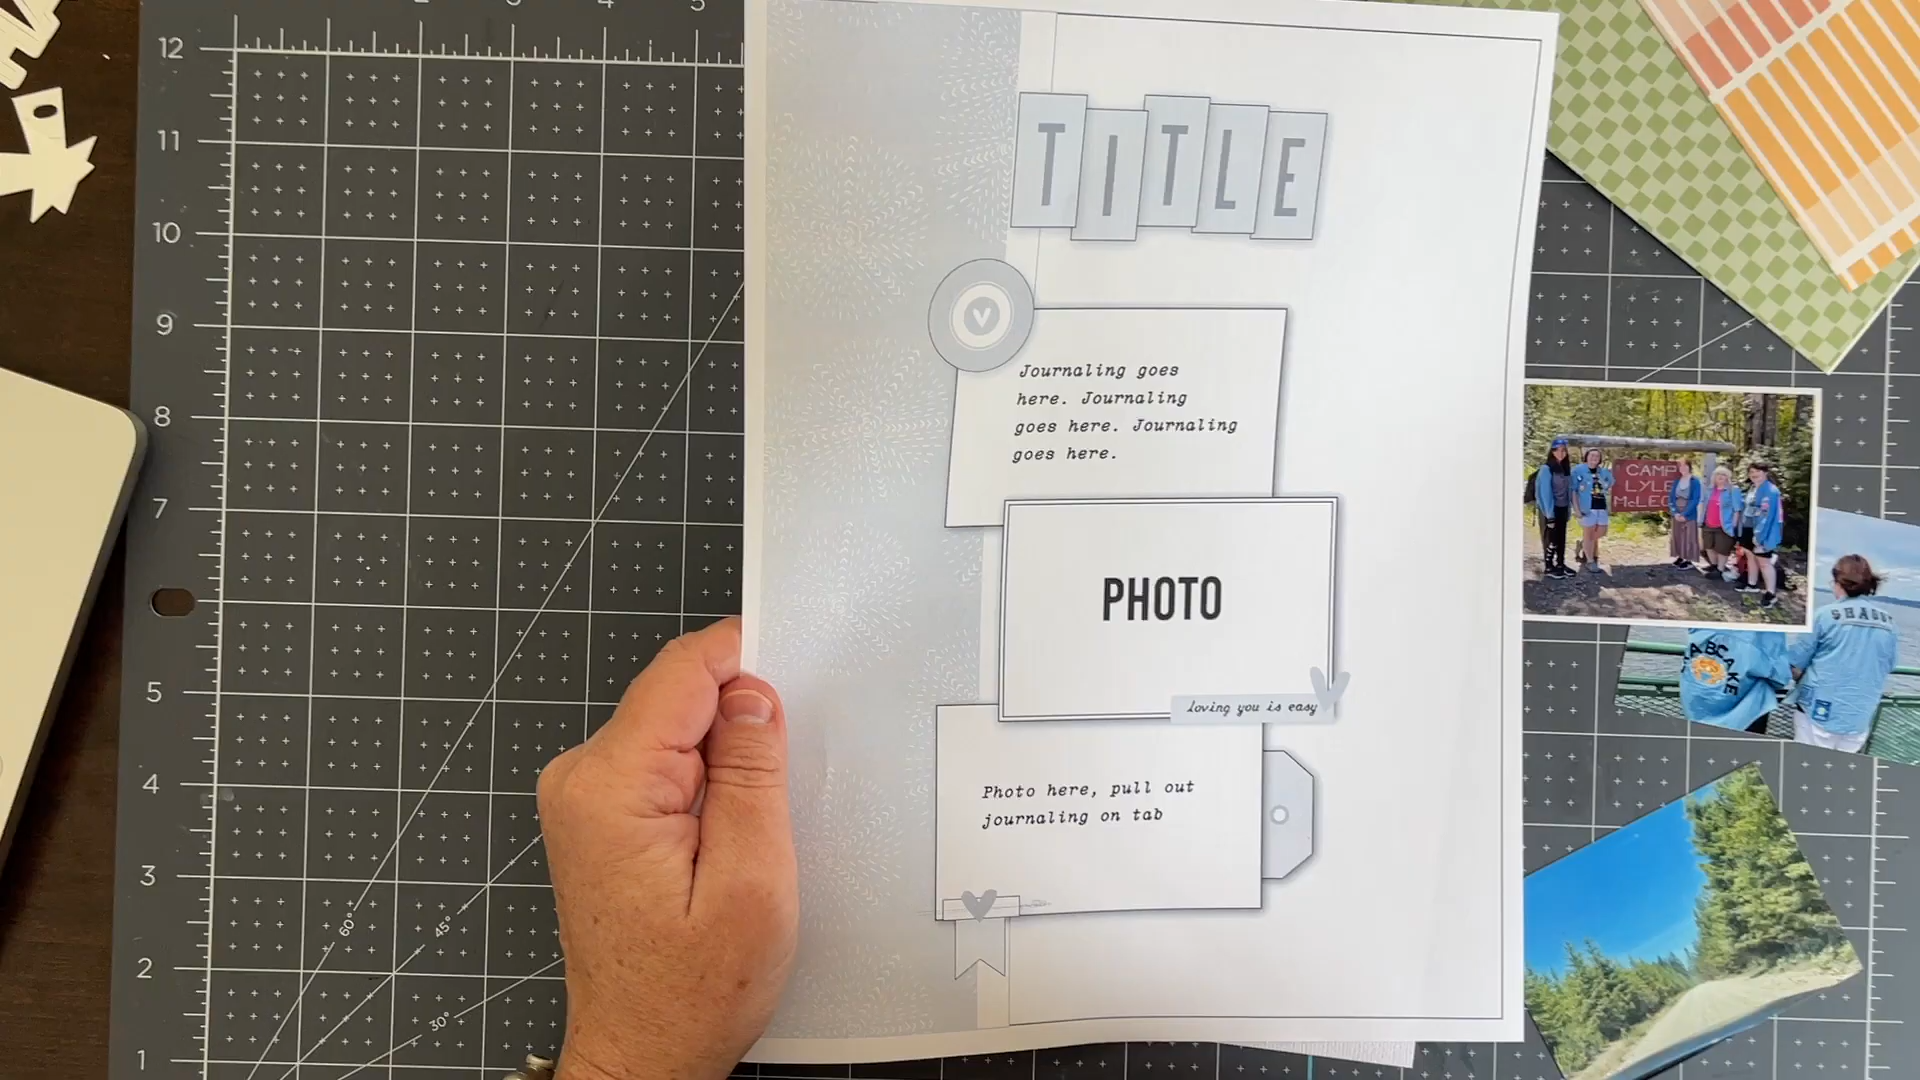 TITLE
Journaling goes
here. Journaling
goes here. Journaling
goes here.
PHOTO
loving you is easy
Photo here, pull out
journaling on tab
CAMP
LYLE
12
11
10
9
8
7
5
4
3
2
1
4
5
60°
45°
30°